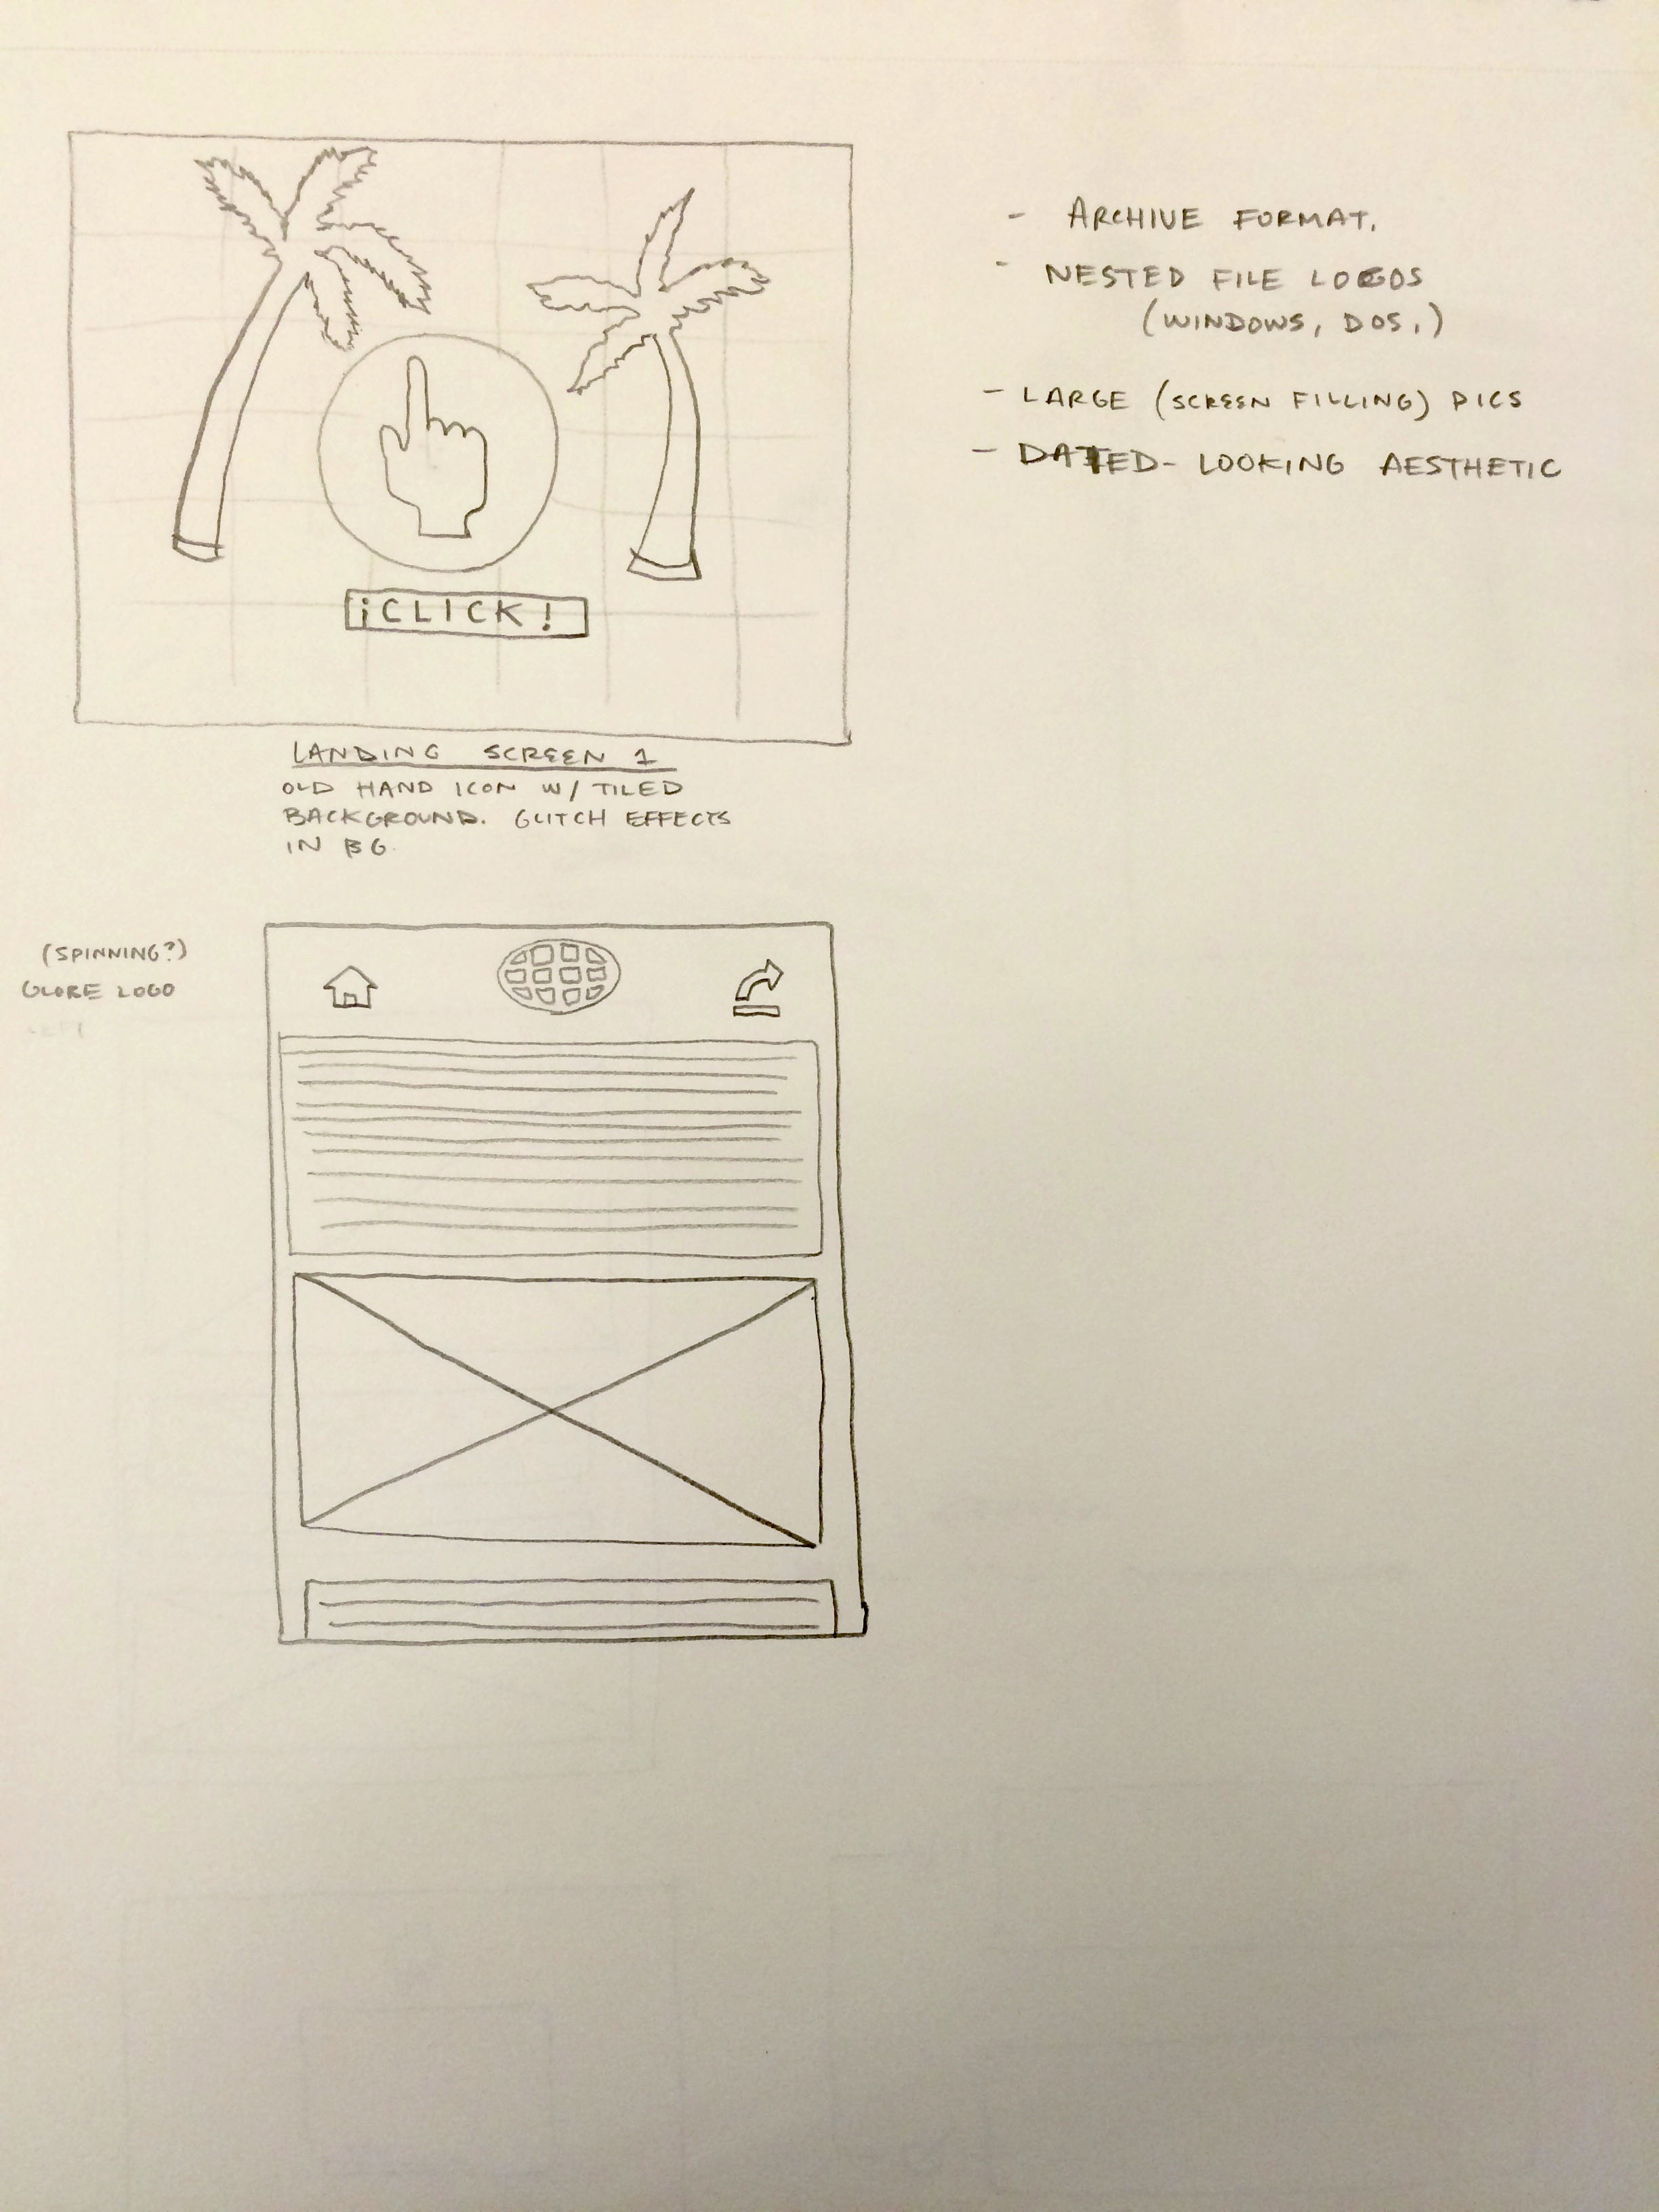 - ARCHIVE FORMAT.
- NESTED FILE LOGOS
(WINDOWS, DOS,)
- LARGE (SCREEN FILLING) PICS
- DATED-LOOKING AESTHETIC
¡CLICK!
LANDING SCREEN 1
OLD HAND ICON W/ TILED
BACKGROUND. GLITCH EFFECTS
IN BG.
(SPINNING?)
GLOBE LOGO